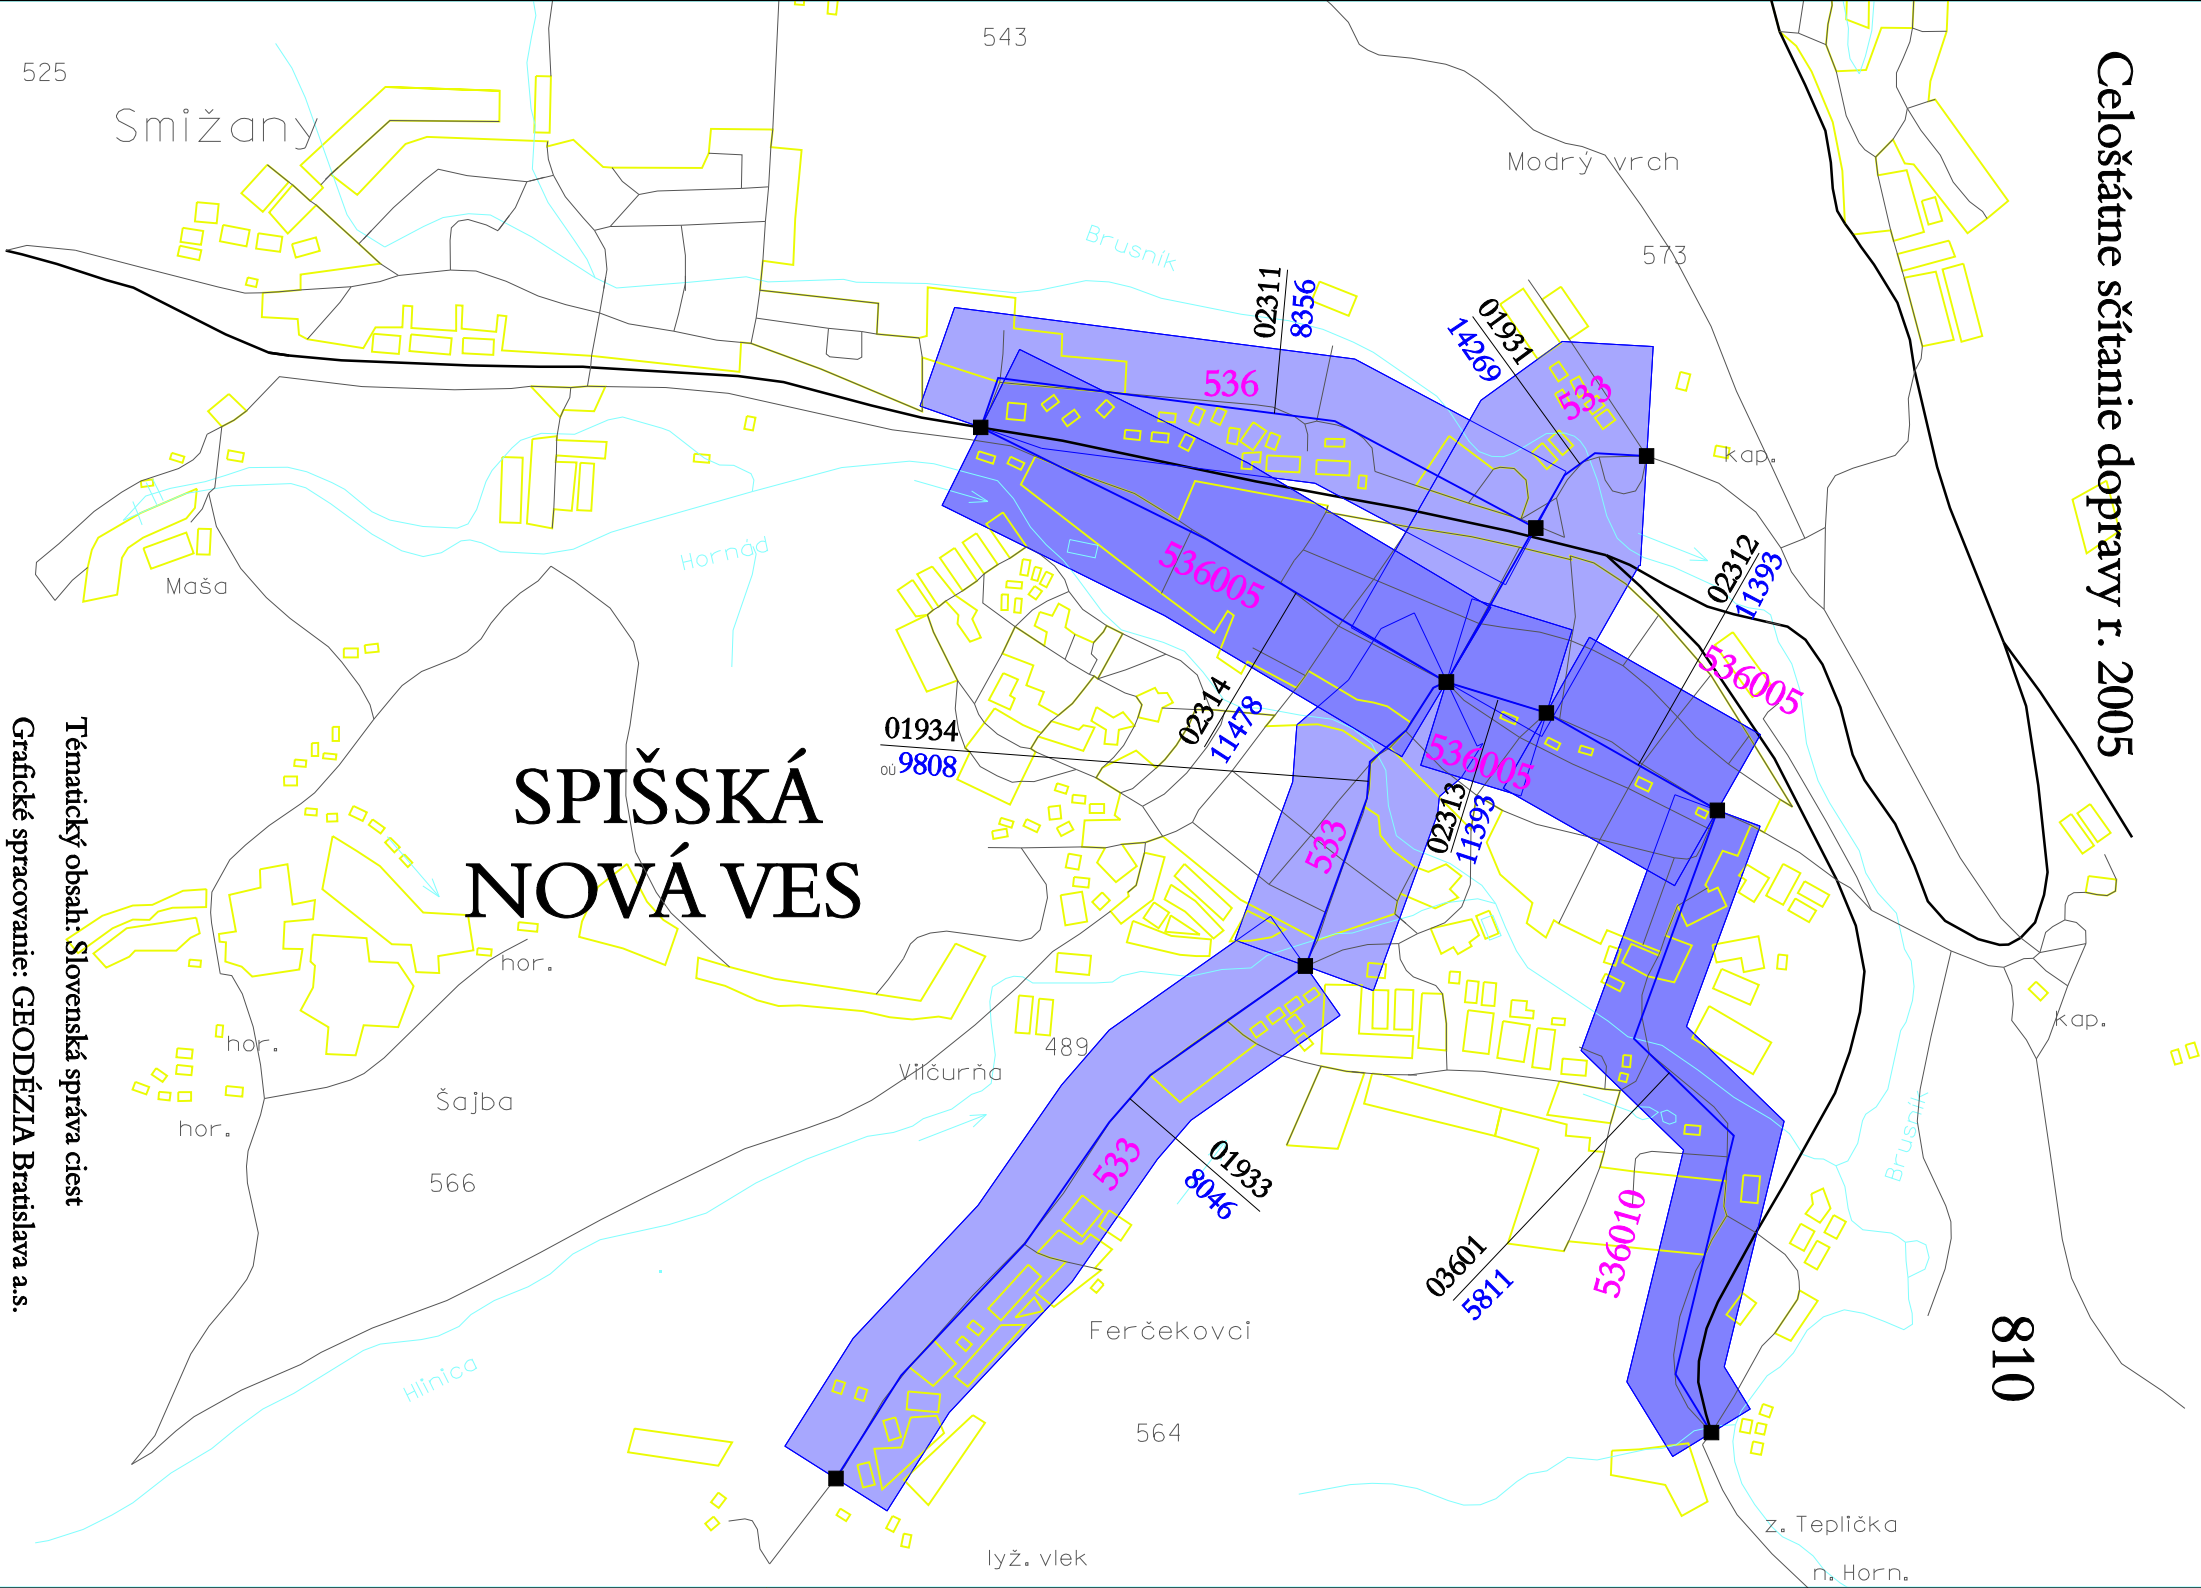 Celoštátne sčítanie dopravy r. 2005
810
SPIŠSKÁ
NOVÁ VES
Tématický obsah: Slovenská správa ciest
Grafické spracovanie: GEODÉZIA Bratislava a.s.
543
525
Smižany
Modrý vrch
573
Brusník
02311
8356
01931
14269
536
533
kap.
Hornád
Maša
536005
02312
11393
536005
02314
11478
01934
9808
OÚ
536005
02313
11393
533
hor.
hor.
hor.
489
Vilčurňa
kap.
Šajba
566
533
01933
8046
Brusník
536010
03601
5811
Ferčekovci
Hlinica
564
lyž. vlek
z. Teplička
n. Horn.